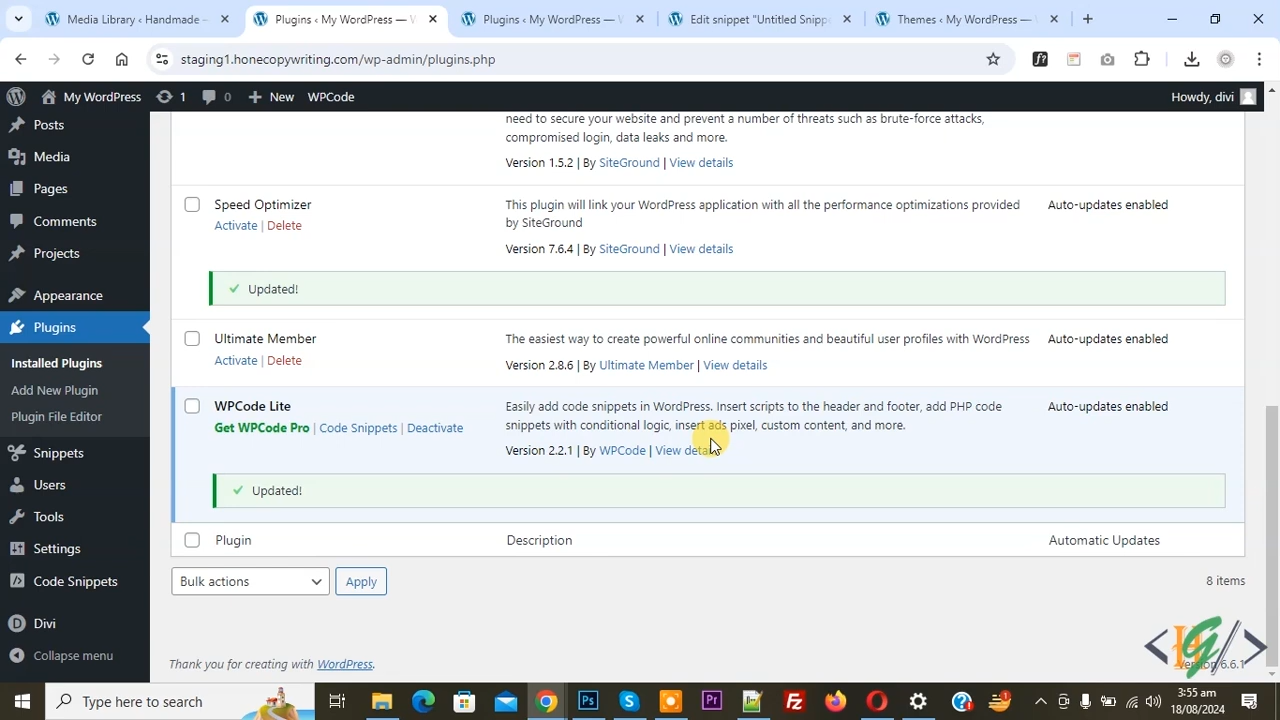 Media Library ‹ Handmade –
Plugins ‹ My WordPress — W
Plugins ‹ My WordPress — W
Edit snippet "Untitled Snippe
Themes ‹ My WordPress — W
staging1.honecopywriting.com/wp-admin/plugins.php
My WordPress
1
0
New
WPCode
Howdy, divi
Posts
Media
Pages
Comments
Projects
Appearance
Plugins
Installed Plugins
Add New Plugin
Plugin File Editor
Snippets
Users
Tools
Settings
Code Snippets
Divi
Collapse menu
need to secure your website and prevent a number of threats such as brute-force attacks,
compromised login, data leaks and more.
Version 1.5.2 | By SiteGround | View details
Speed Optimizer
Activate | Delete
This plugin will link your WordPress application with all the performance optimizations provided
by SiteGround
Version 7.6.4 | By SiteGround | View details
Auto-updates enabled
Updated!
Ultimate Member
Activate | Delete
The easiest way to create powerful online communities and beautiful user profiles with WordPress
Version 2.8.6 | By Ultimate Member | View details
Auto-updates enabled
WPCode Lite
Get WPCode Pro | Code Snippets | Deactivate
Easily add code snippets in WordPress. Insert scripts to the header and footer, add PHP code
snippets with conditional logic, insert ads pixel, custom content, and more.
Version 2.2.1 | By WPCode | View details
Auto-updates enabled
Updated!
Plugin
Description
Automatic Updates
Bulk actions
Apply
8 items
Thank you for creating with WordPress.
Version 6.6.1
Type here to search
3:55 am
18/08/2024